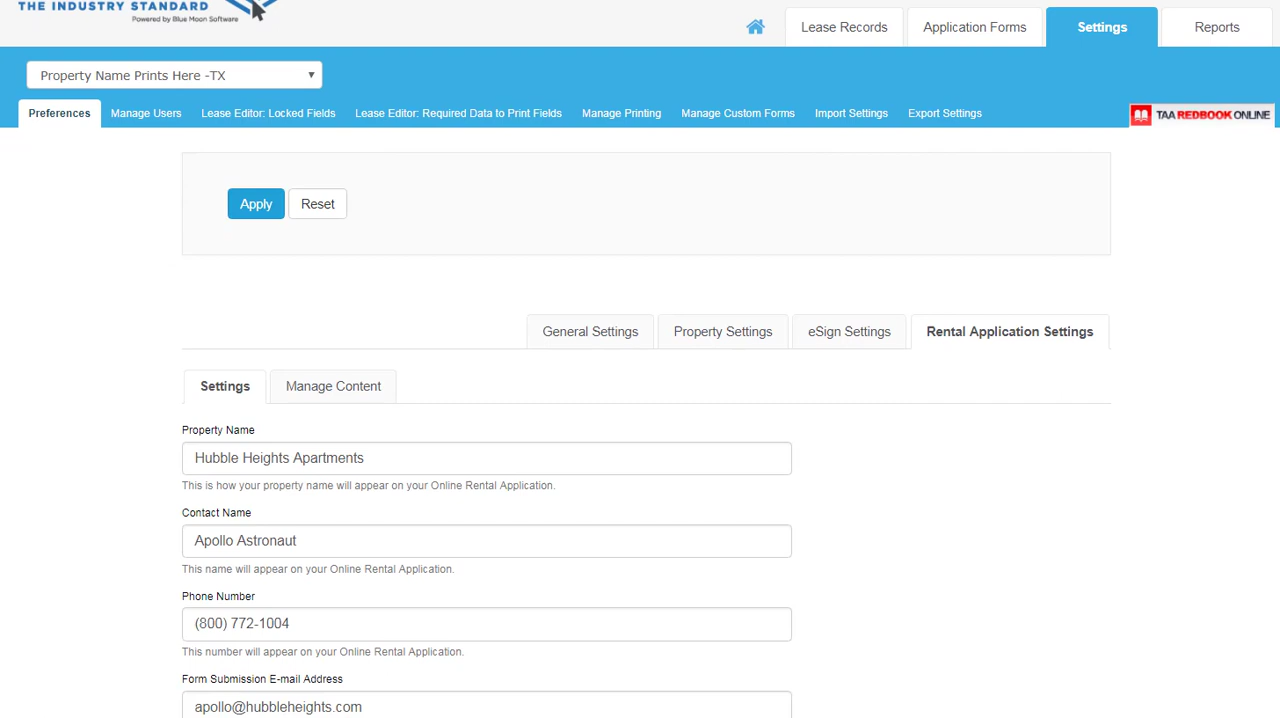 THE INDUSTRY STANDARD
Powered by Blue Moon Software
Lease Records
Application Forms
Settings
Reports
Property Name Prints Here -TX
Preferences
Manage Users
Lease Editor: Locked Fields
Lease Editor: Required Data to Print Fields
Manage Printing
Manage Custom Forms
Import Settings
Export Settings
TAA REDBOOK ONLINE
Apply
Reset
General Settings
Property Settings
eSign Settings
Rental Application Settings
Settings
Manage Content
Property Name
Hubble Heights Apartments
This is how your property name will appear on your Online Rental Application.
Contact Name
Apollo Astronaut
This name will appear on your Online Rental Application.
Phone Number
(800) 772-1004
This number will appear on your Online Rental Application.
Form Submission E-mail Address
apollo@hubbleheights.com